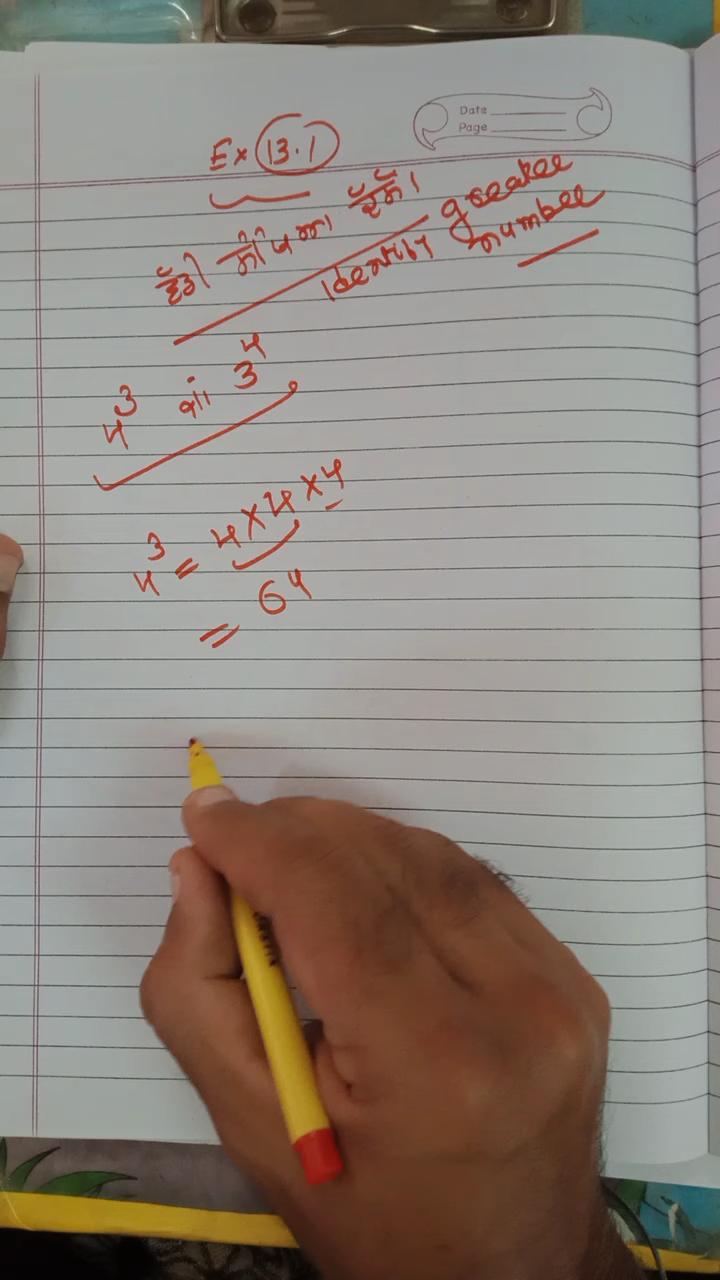 Date
Page
Ex 13.1
ਵੱਡੀ ਸੰਖਿਆ ਦੱਸੋ।
Identify greater
number
4³ ਜਾਂ 3⁴
4³ = 4×4×4
= 64